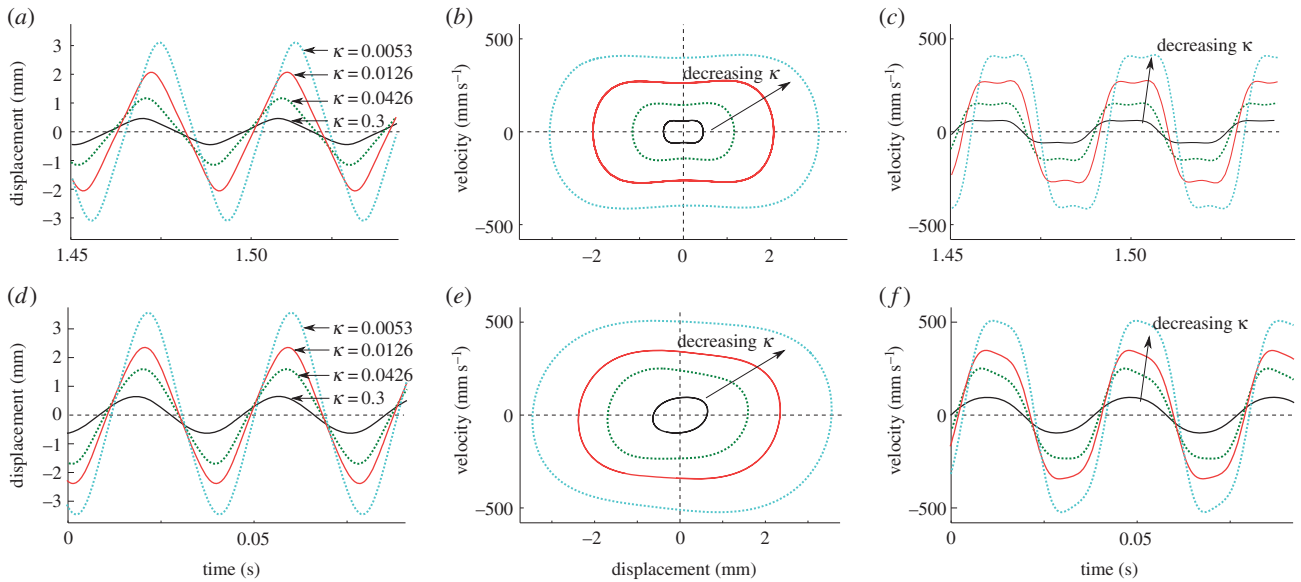 (a)
(b)
(c)
displacement (mm)
3
2
1
0
−1
−2
−3
κ = 0.0053
κ = 0.0126
κ = 0.0426
κ = 0.3
1.45
1.50
velocity (mm s−1)
500
0
−500
decreasing κ
−2
0
2
velocity (mm s−1)
500
0
−500
decreasing κ
1.45
1.50
(d)
(e)
(f)
displacement (mm)
3
2
1
0
−1
−2
−3
κ = 0.0053
κ = 0.0126
κ = 0.0426
κ = 0.3
0
0.05
time (s)
velocity (mm s−1)
500
0
−500
decreasing κ
−2
0
2
displacement (mm)
velocity (mm s−1)
500
0
−500
decreasing κ
0
0.05
time (s)